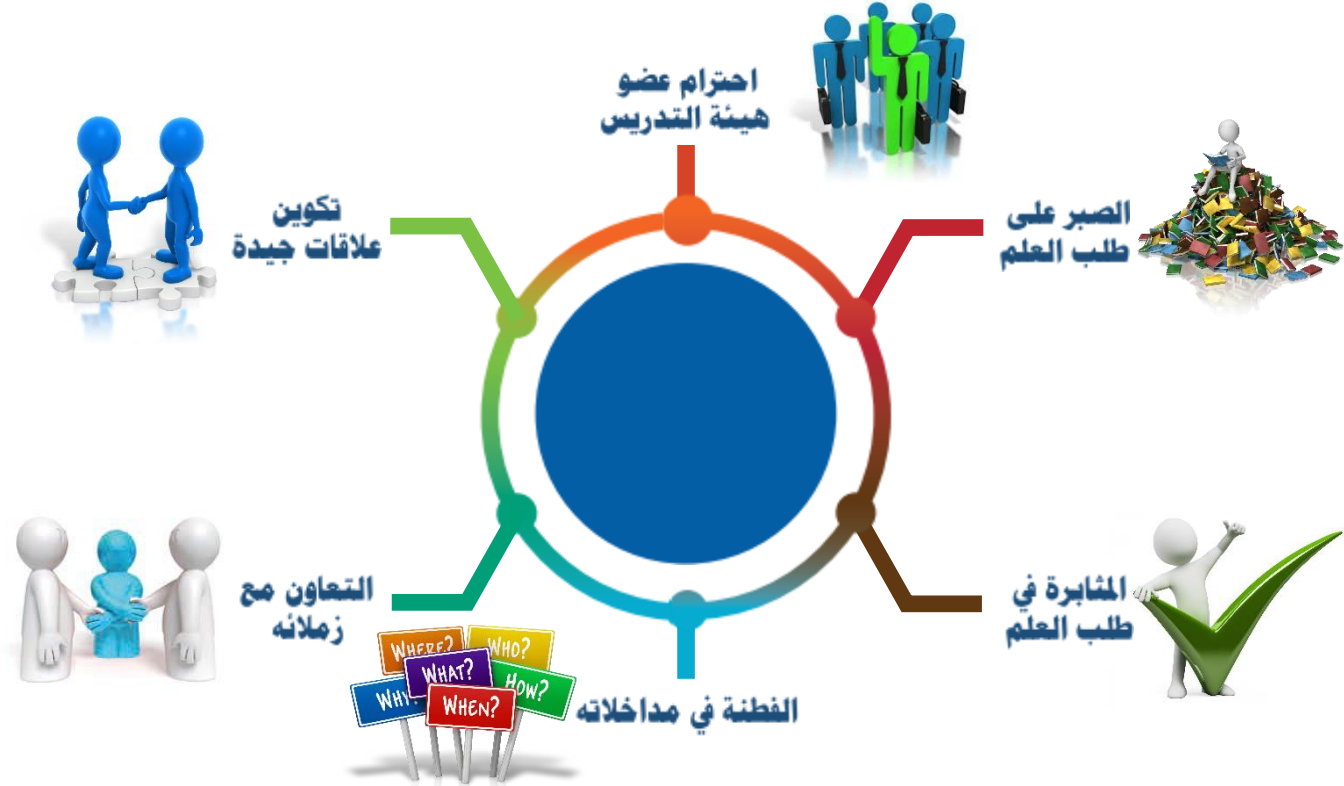 احترام عضو
هيئة التدريس
الصبر على
طلب العلم
تكوين
علاقات جيدة
المثابرة في
طلب العلم
التعاون مع
زملائه
الفطنة في مداخلاته
WHERE?
WHO?
WHAT?
HOW?
WHY?
WHEN?